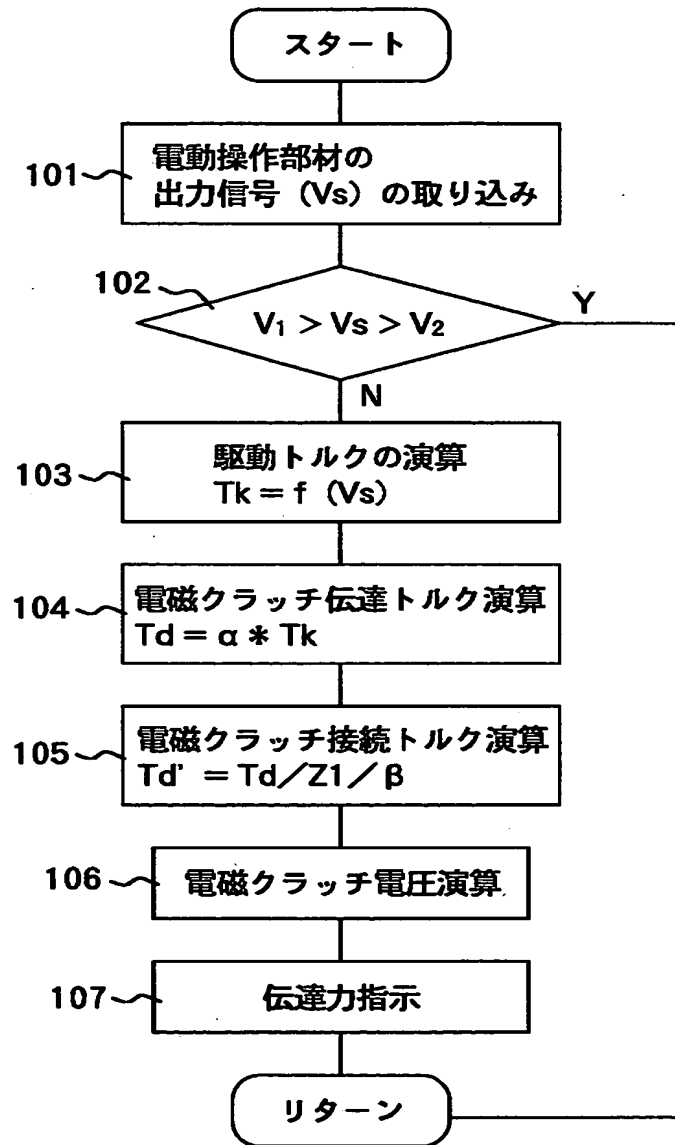 スタート
101
電動操作部材の
出力信号(Vs)の取り込み
102
V₁ > Vs > V₂
Y
N
103
駆動トルクの演算
Tk = f (Vs)
104
電磁クラッチ伝達トルク演算
Td = α * Tk
105
電磁クラッチ接続トルク演算
Td' = Td/Z1/β
106
電磁クラッチ電圧演算
107
伝達力指示
リターン